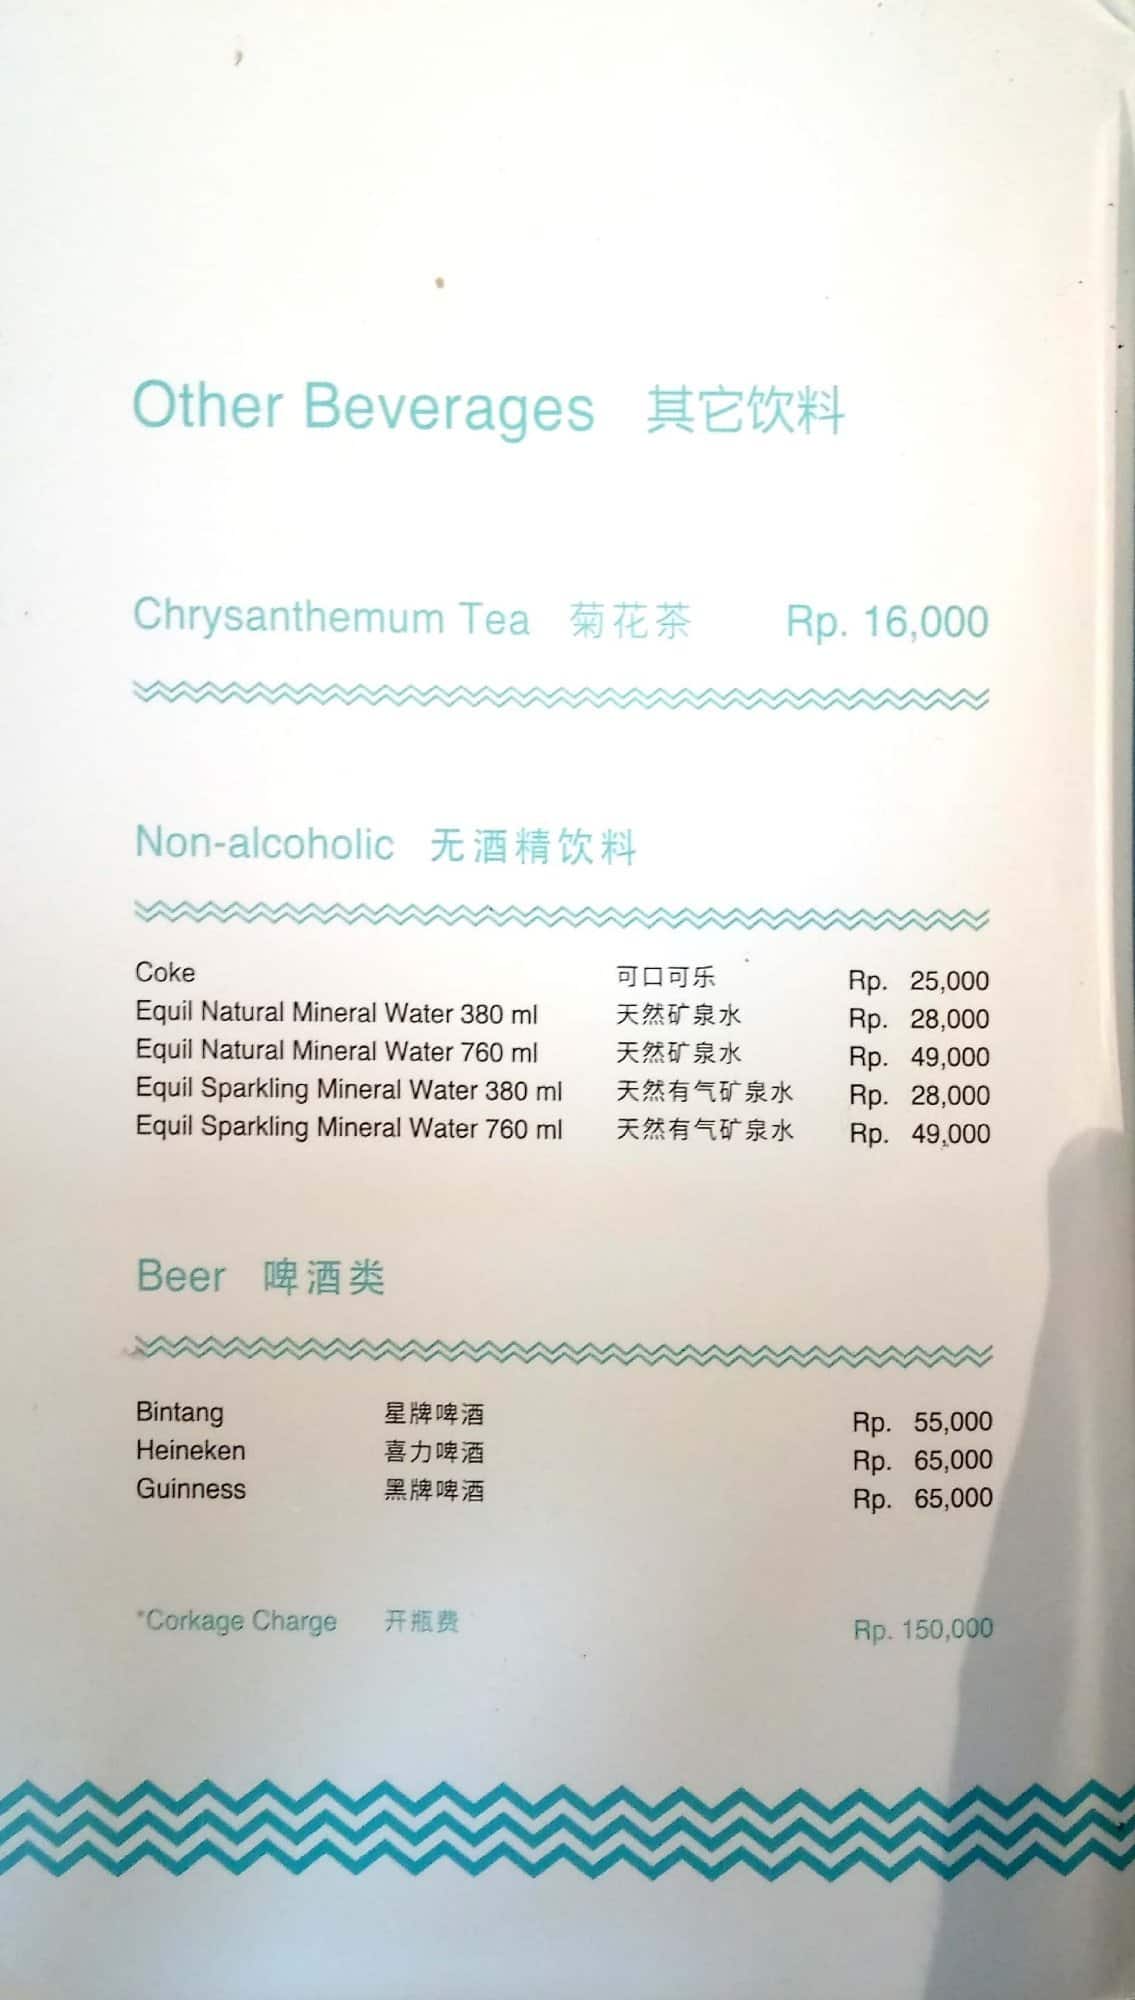 Other Beverages 其它饮料
Chrysanthemum Tea 菊花茶 Rp. 16,000
Non-alcoholic 无酒精饮料
Coke 可口可乐 Rp. 25,000
Equil Natural Mineral Water 380 ml 天然矿泉水 Rp. 28,000
Equil Natural Mineral Water 760 ml 天然矿泉水 Rp. 49,000
Equil Sparkling Mineral Water 380 ml 天然有气矿泉水 Rp. 28,000
Equil Sparkling Mineral Water 760 ml 天然有气矿泉水 Rp. 49,000
Beer 啤酒类
Bintang 星牌啤酒 Rp. 55,000
Heineken 喜力啤酒 Rp. 65,000
Guinness 黑牌啤酒 Rp. 65,000
*Corkage Charge 开瓶费 Rp. 150,000